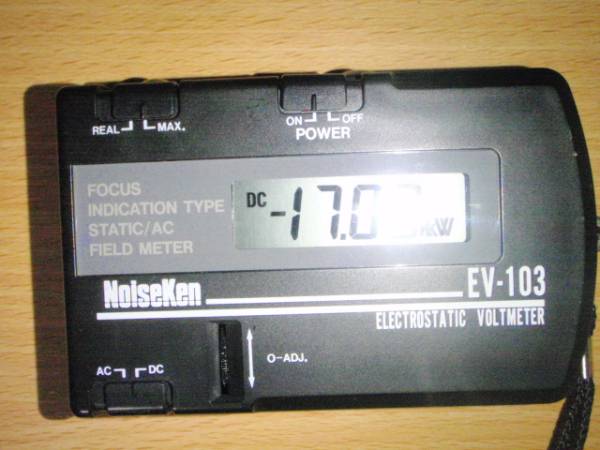 REAL MAX.
ON OFF
POWER
FOCUS
INDICATION TYPE
STATIC/AC
FIELD METER
DC
NoiseKen
EV-103
ELECTROSTATIC VOLTMETER
AC DC
O-ADJ.